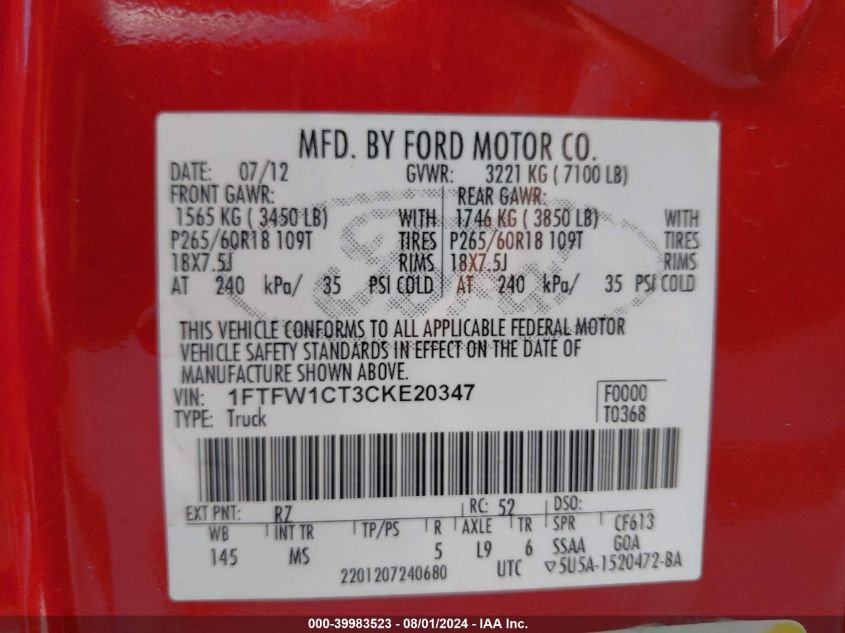 MFD. BY FORD MOTOR CO.
DATE: 07/12 GVWR: 3221 KG ( 7100 LB)
FRONT GAWR: REAR GAWR:
1565 KG ( 3450 LB) WITH 1746 KG ( 3850 LB) WITH
P265/60R18 109T TIRES P265/60R18 109T TIRES
18X7.5J RIMS 18X7.5J RIMS
AT 240 kPa/ 35 PSI COLD AT 240 kPa/ 35 PSI COLD
THIS VEHICLE CONFORMS TO ALL APPLICABLE FEDERAL MOTOR
VEHICLE SAFETY STANDARDS IN EFFECT ON THE DATE OF
MANUFACTURE SHOWN ABOVE.
VIN: 1FTFW1CT3CKE20347 F0000
TYPE: Truck T0368
EXT PNT: RZ RC: 52 DSO:
WB INT TR TP/PS R AXLE TR SPR CF613
145 MS 5 L9 6 SSAA GOA
2201207240680 UTC ▽5U5A-1520472-BA
000-39983523 - 08/01/2024 - IAA Inc.